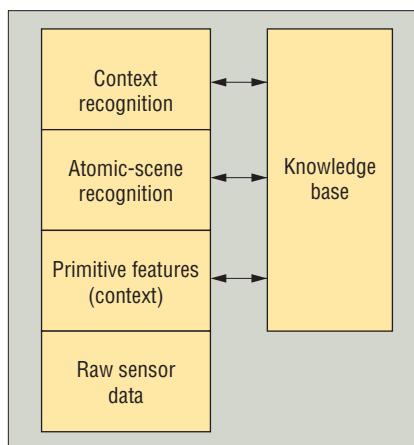 Context
recognition
Atomic-scene
recognition
Knowledge
base
Primitive features
(context)
Raw sensor
data